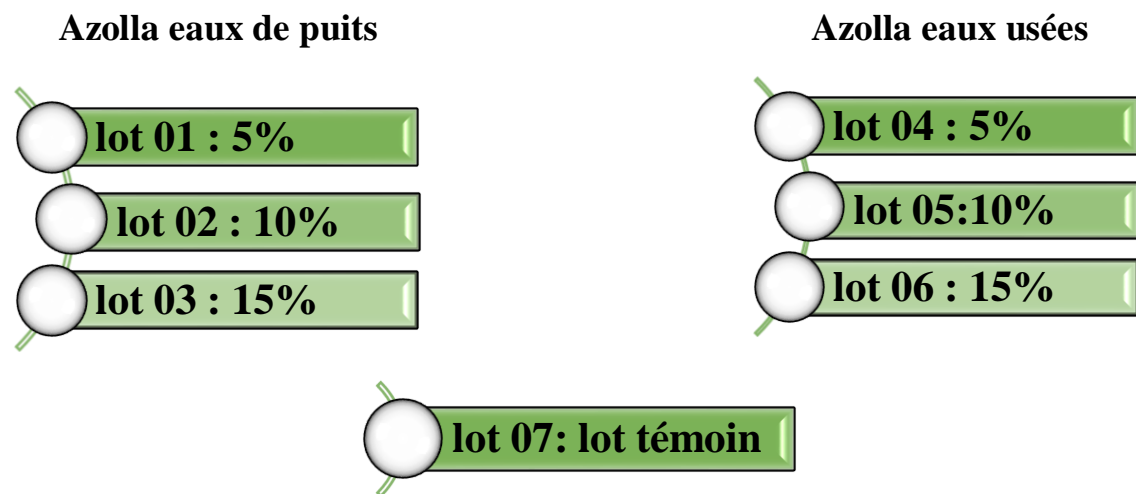 Azolla eaux de puits
lot 01 : 5%
lot 02 : 10%
lot 03 : 15%
Azolla eaux usées
lot 04 : 5%
lot 05:10%
lot 06 : 15%
lot 07: lot témoin